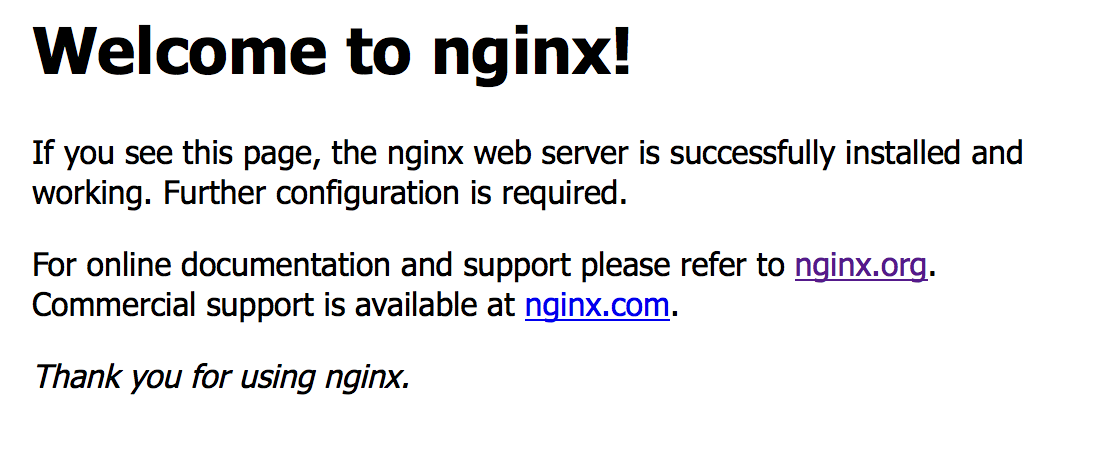 Welcome to nginx!
If you see this page, the nginx web server is successfully installed and
working. Further configuration is required.
For online documentation and support please refer to nginx.org.
Commercial support is available at nginx.com.
Thank you for using nginx.